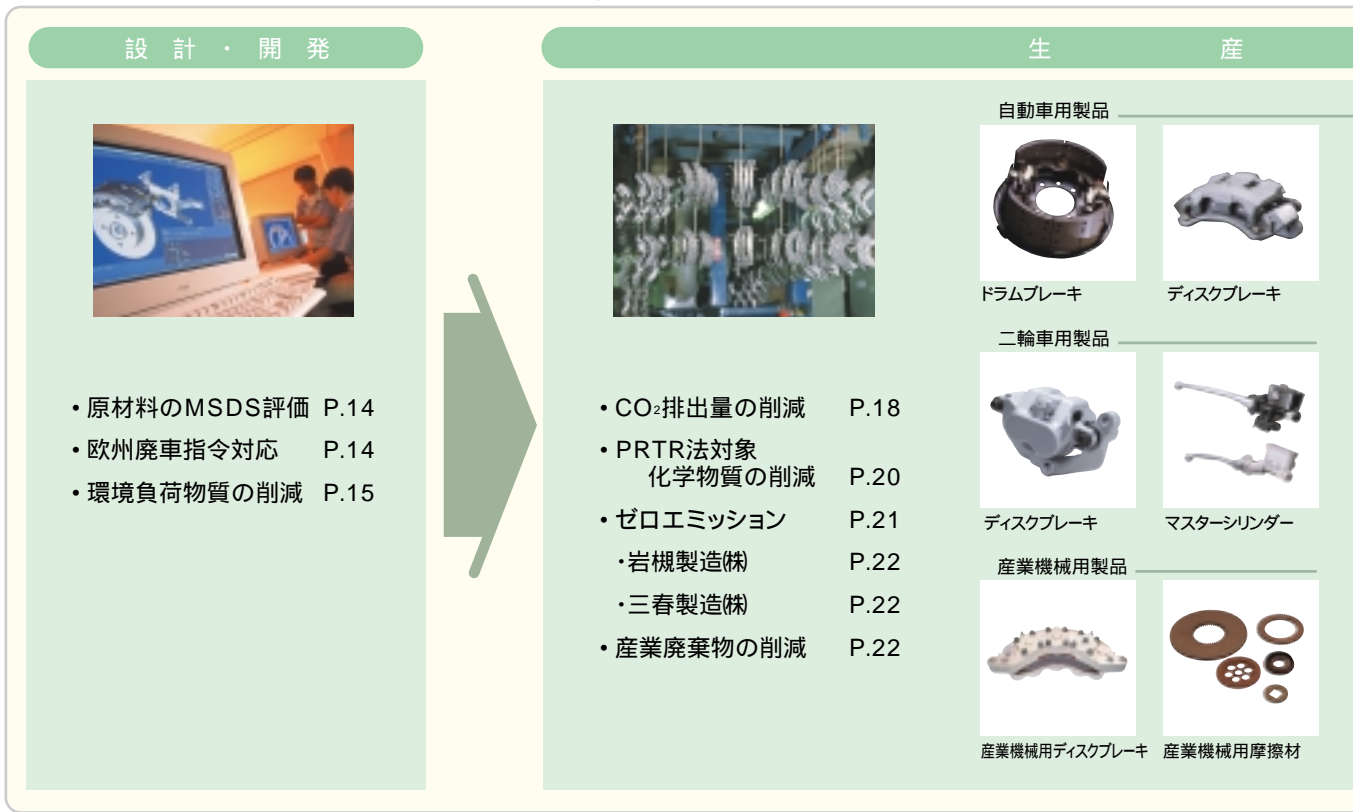 設計・開発
・原材料のMSDS評価 P.14
・欧州廃車指令対応 P.14
・環境負荷物質の削減 P.15
生産
・CO₂排出量の削減 P.18
・PRTR法対象
化学物質の削減 P.20
・ゼロエミッション P.21
・岩槻製造㈱ P.22
・三春製造㈱ P.22
・産業廃棄物の削減 P.22
自動車用製品
ドラムブレーキ ディスクブレーキ
二輪車用製品
ディスクブレーキ マスターシリンダー
産業機械用製品
産業機械用ディスクブレーキ 産業機械用摩擦材